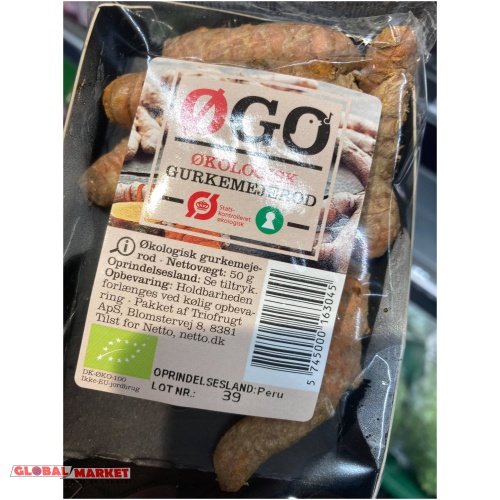 ØGO
ØKOLOGISK
GURKEMEJEROD
Ø
Stats-
kontrolleret
økologisk
Økologisk gurkemeje-
rod · Nettovægt: 50 g
Oprindelsesland: Se tiltryk.
Opbevaring: Holdbarheden
forlænges ved kølig opbeva-
ring · Pakket af Triofrugt
ApS, Blomstervej 8, 8381
Tilst for Netto, netto.dk
DK-ØKO-100
Ikke-EU-jordbrug
OPRINDELSESLAND: Peru
LOT NR.: 39
5 745000 163045
GLOBAL MARKET